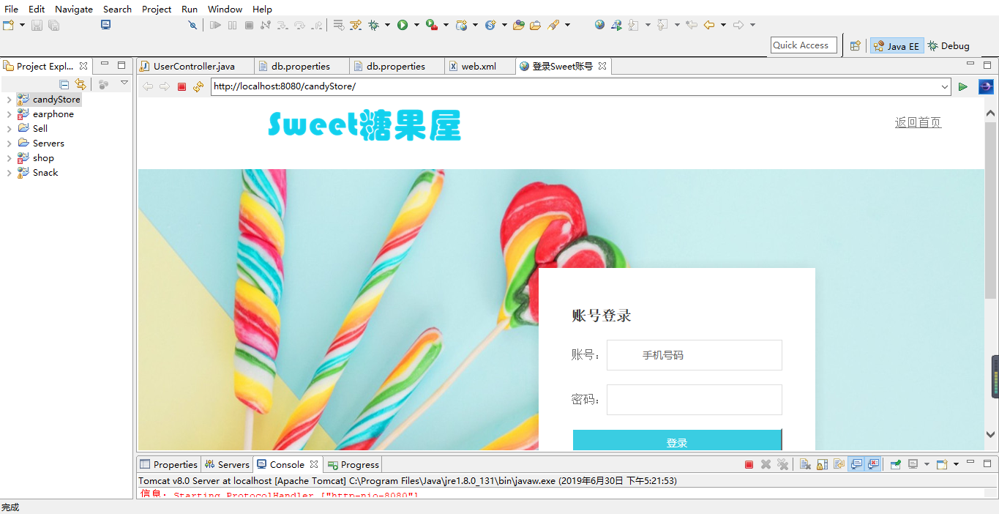 File Edit Navigate Search Project Run Window Help
Quick Access Java EE Debug
Project Expl... UserController.java db.properties db.properties web.xml 登录Sweet账号
http://localhost:8080/candyStore/
candyStore
earphone
Sell
Servers
shop
Snack
Sweet糖果屋
返回首页
账号登录
账号： 手机号码
密码：
登录
Properties Servers Console Progress
Tomcat v8.0 Server at localhost [Apache Tomcat] C:\Program Files\Java\jre1.8.0_131\bin\javaw.exe (2019年6月30日 下午5:21:53)
信息: Starting ProtocolHandler ["http-nio-8080"]
完成